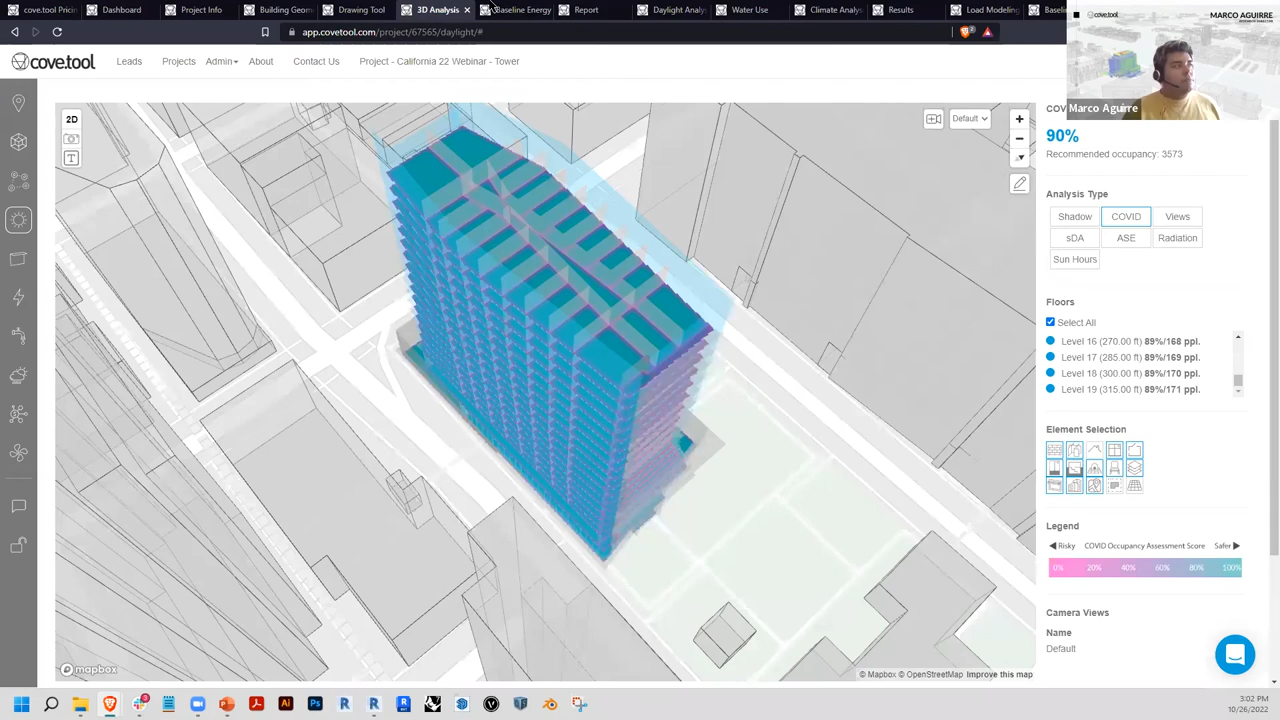 cove.tool Pricin
Dashboard
Project Info
Building Geom
Drawing Tool
3D Analysis
Baseline Energy
Report
Daylight Analy
Water Use
Climate Analys
Results
Load Modeling
Baselin
app.covetool.com/project/67565/daylight/#
cove.tool
Leads
Projects
Admin
About
Contact Us
Project - California 22 Webinar - Tower
cove.tool
MARCO AGUIRRE
Marco Aguirre
2D
T
Default
COV
90%
Recommended occupancy: 3573
Analysis Type
Shadow
COVID
Views
sDA
ASE
Radiation
Sun Hours
Floors
Select All
Level 16 (270.00 ft) 89%/168 ppl.
Level 17 (285.00 ft) 89%/169 ppl.
Level 18 (300.00 ft) 89%/170 ppl.
Level 19 (315.00 ft) 89%/171 ppl.
Element Selection
Legend
Risky
COVID Occupancy Assessment Score
Safer
0% 20% 40% 60% 80% 100%
Camera Views
Name
Default
mapbox
© Mapbox © OpenStreetMap Improve this map
3:02 PM
10/26/2022